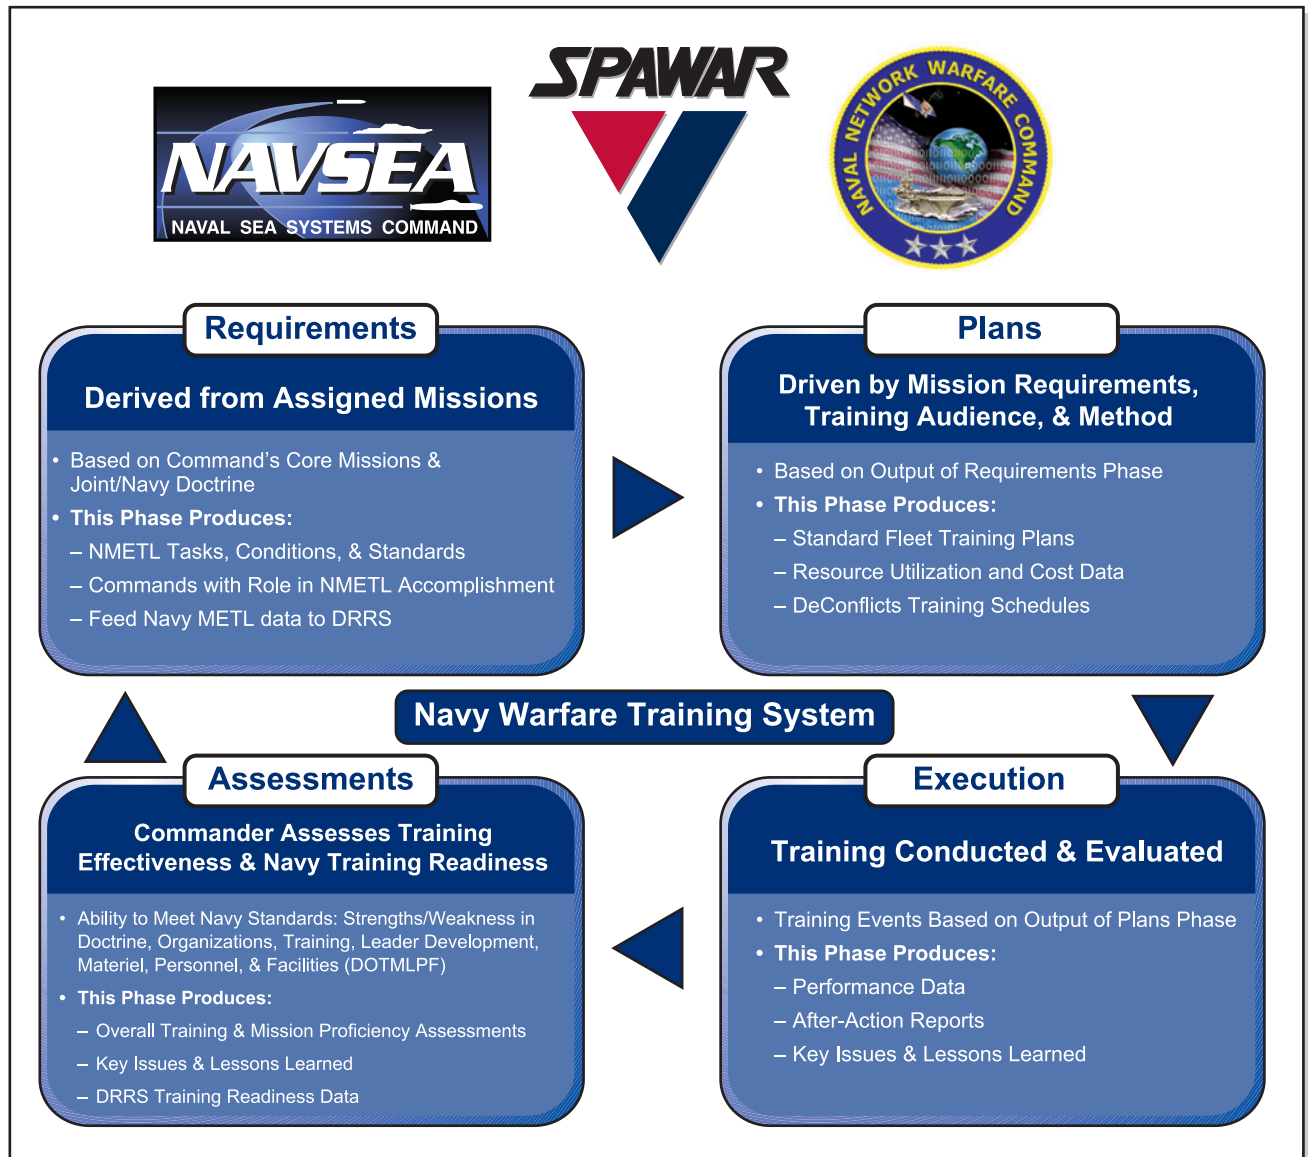 SPAWAR
NAVSEA
NAVAL SEA SYSTEMS COMMAND
NAVAL NETWORK WARFARE COMMAND
Requirements
Derived from Assigned Missions
• Based on Command's Core Missions &
Joint/Navy Doctrine
• This Phase Produces:
– NMETL Tasks, Conditions, & Standards
– Commands with Role in NMETL Accomplishment
– Feed Navy METL data to DRRS
Plans
Driven by Mission Requirements,
Training Audience, & Method
• Based on Output of Requirements Phase
• This Phase Produces:
– Standard Fleet Training Plans
– Resource Utilization and Cost Data
– DeConflicts Training Schedules
Navy Warfare Training System
Assessments
Commander Assesses Training
Effectiveness & Navy Training Readiness
• Ability to Meet Navy Standards: Strengths/Weakness in
Doctrine, Organizations, Training, Leader Development,
Materiel, Personnel, & Facilities (DOTMLPF)
• This Phase Produces:
– Overall Training & Mission Proficiency Assessments
– Key Issues & Lessons Learned
– DRRS Training Readiness Data
Execution
Training Conducted & Evaluated
• Training Events Based on Output of Plans Phase
• This Phase Produces:
– Performance Data
– After-Action Reports
– Key Issues & Lessons Learned